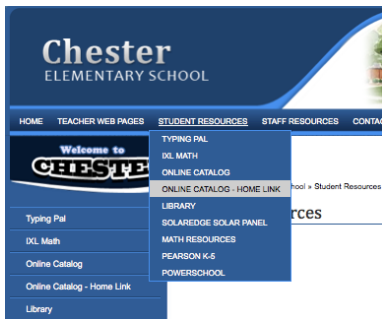 Chester
ELEMENTARY SCHOOL
HOME TEACHER WEB PAGES STUDENT RESOURCES STAFF RESOURCES
TYPING PAL
IXL MATH
ONLINE CATALOG
ONLINE CATALOG - HOME LINK
LIBRARY
SOLAREDGE SOLAR PANEL
MATH RESOURCES
PEARSON K-5
POWERSCHOOL
Welcome to
CHESTE
» Student Resources
Typing Pal
IXL Math
Online Catalog
Online Catalog - Home Link
Library